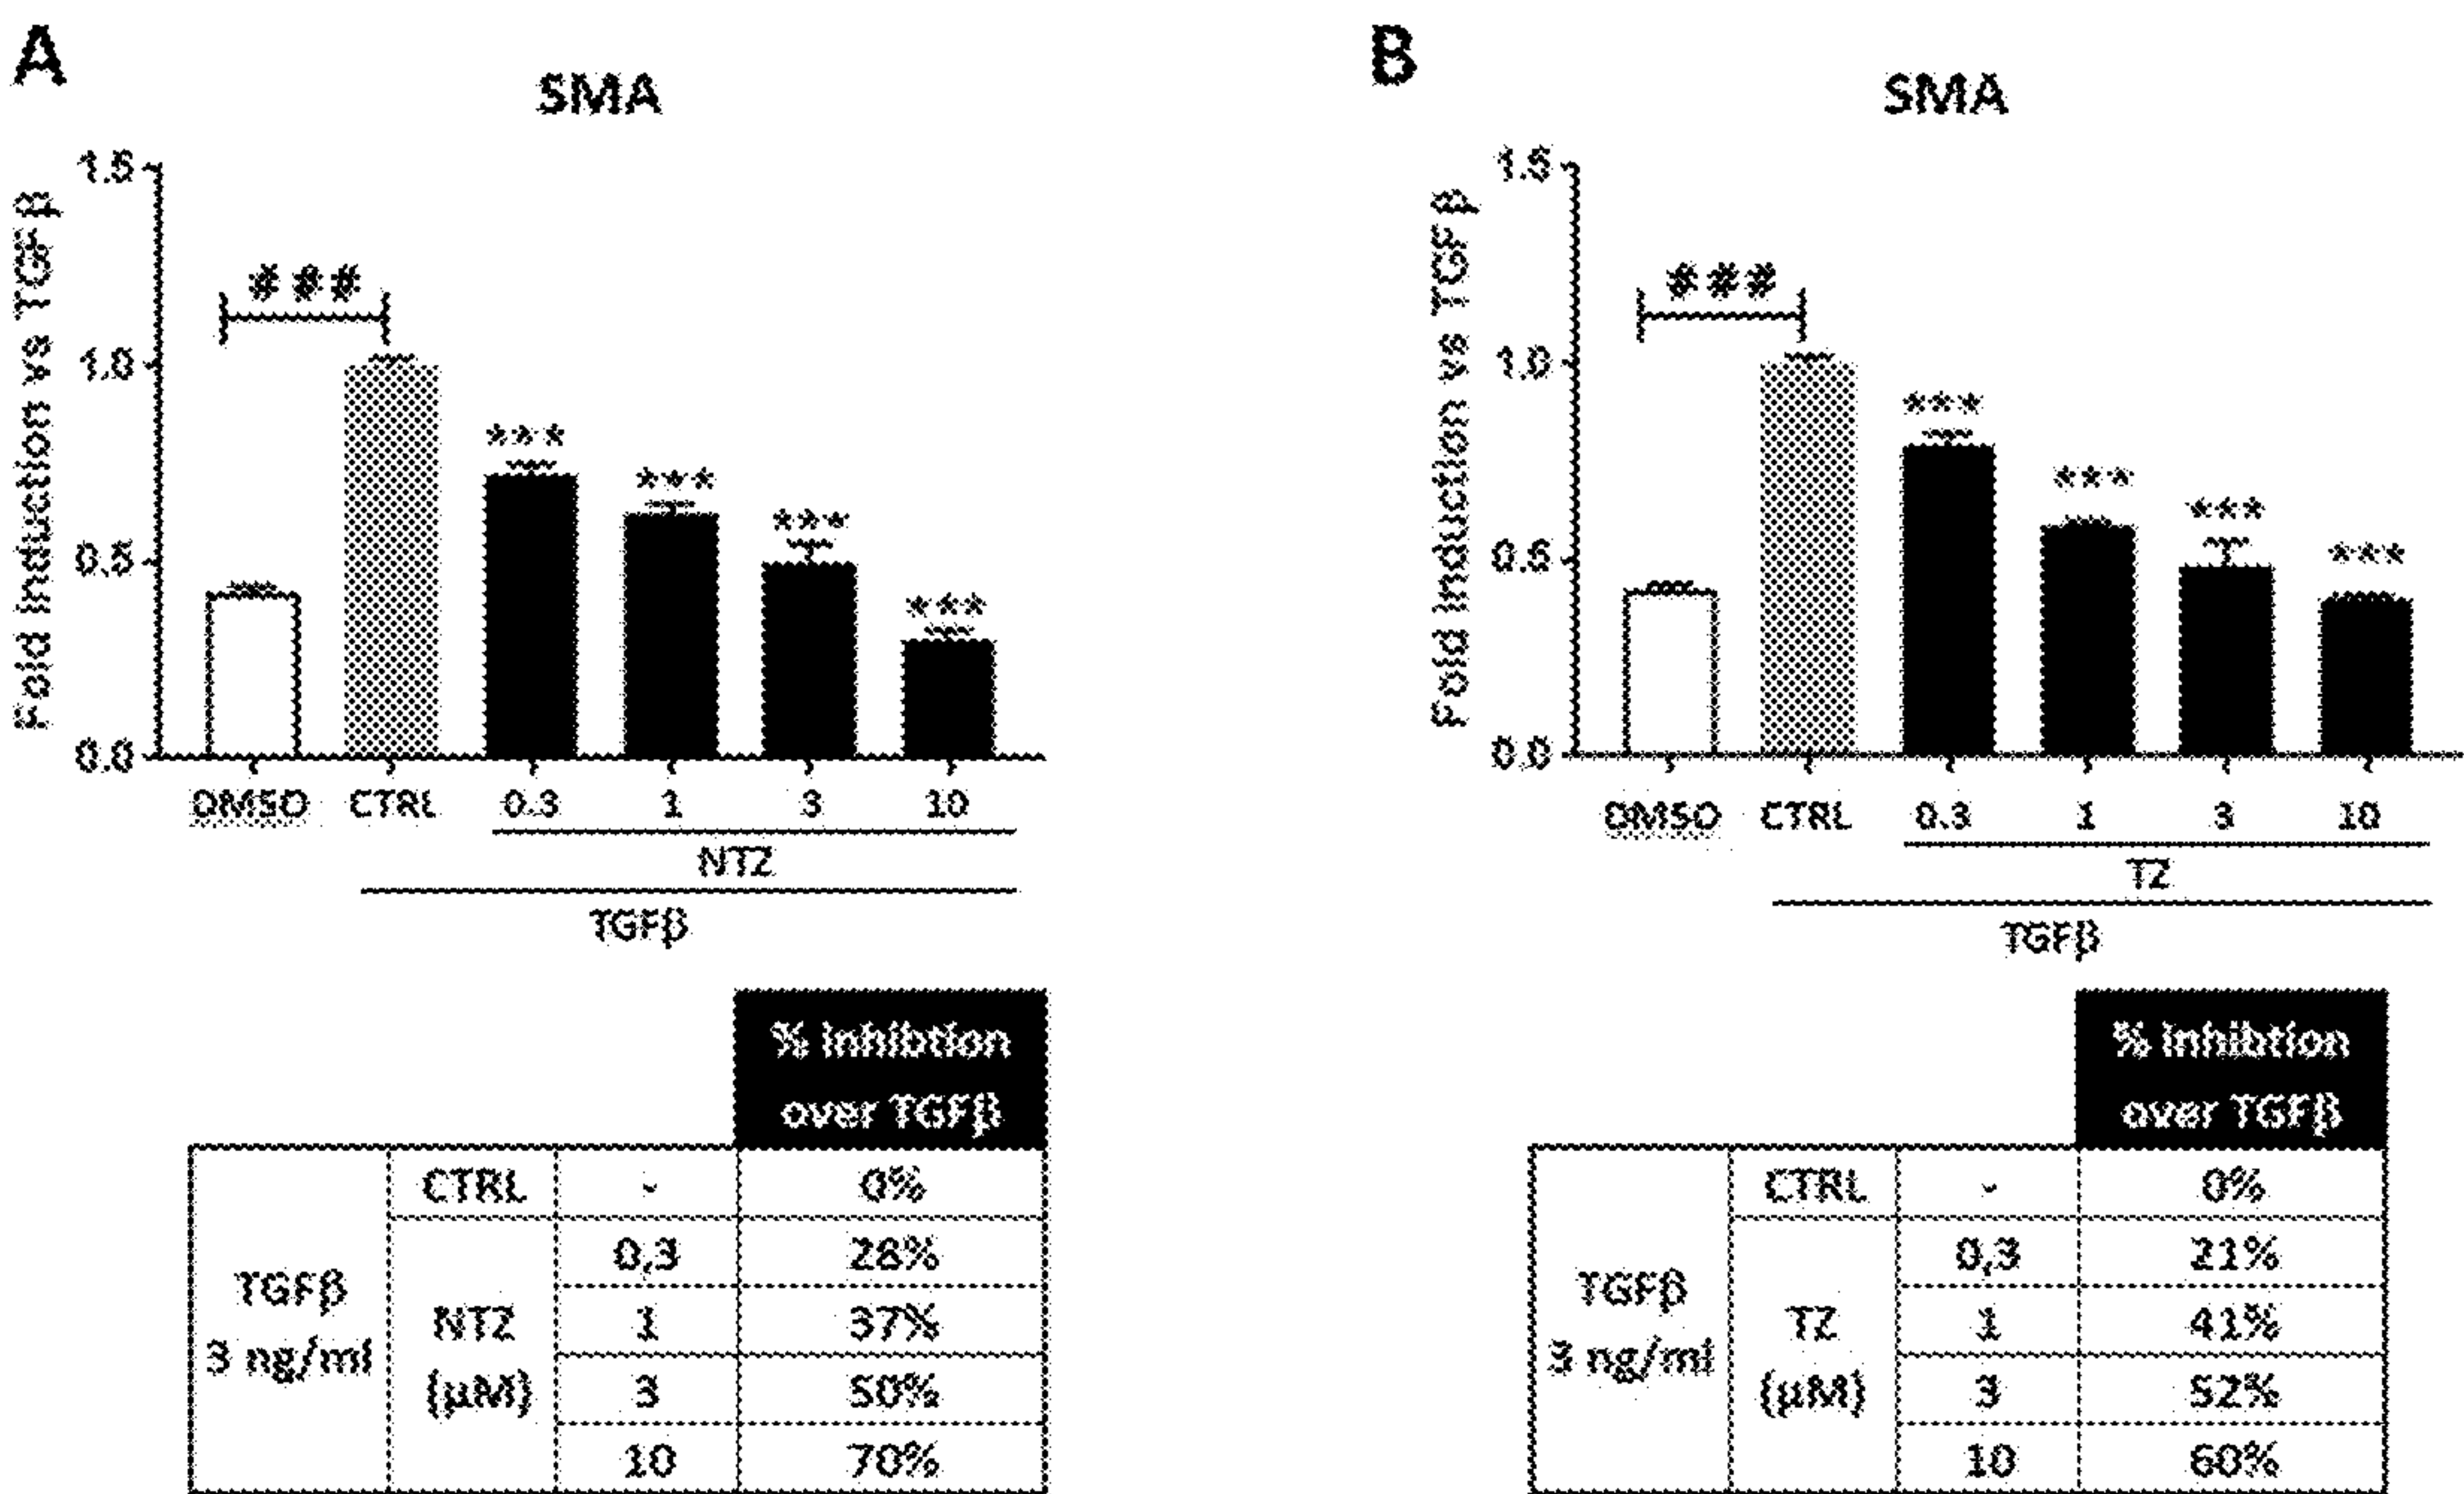 A
SMA
Fold induction vs TGFβ
1.5
1.0
0.5
0.0
###
***
***
***
***
DMSO CTRL 0.3 1 3 10
NTZ
TGFβ
% inhibtion
over TGFβ
TGFβ
3 ng/ml
CTRL - 0%
NTZ
(µM)
0,3 28%
1 37%
3 50%
10 70%
B
SMA
Fold induction vs TGFβ
1.5
1.0
0.5
0.0
###
***
***
***
***
DMSO CTRL 0.3 1 3 10
TZ
TGFβ
% inhibtion
over TGFβ
TGFβ
3 ng/ml
CTRL - 0%
TZ
(µM)
0,3 21%
1 41%
3 52%
10 60%